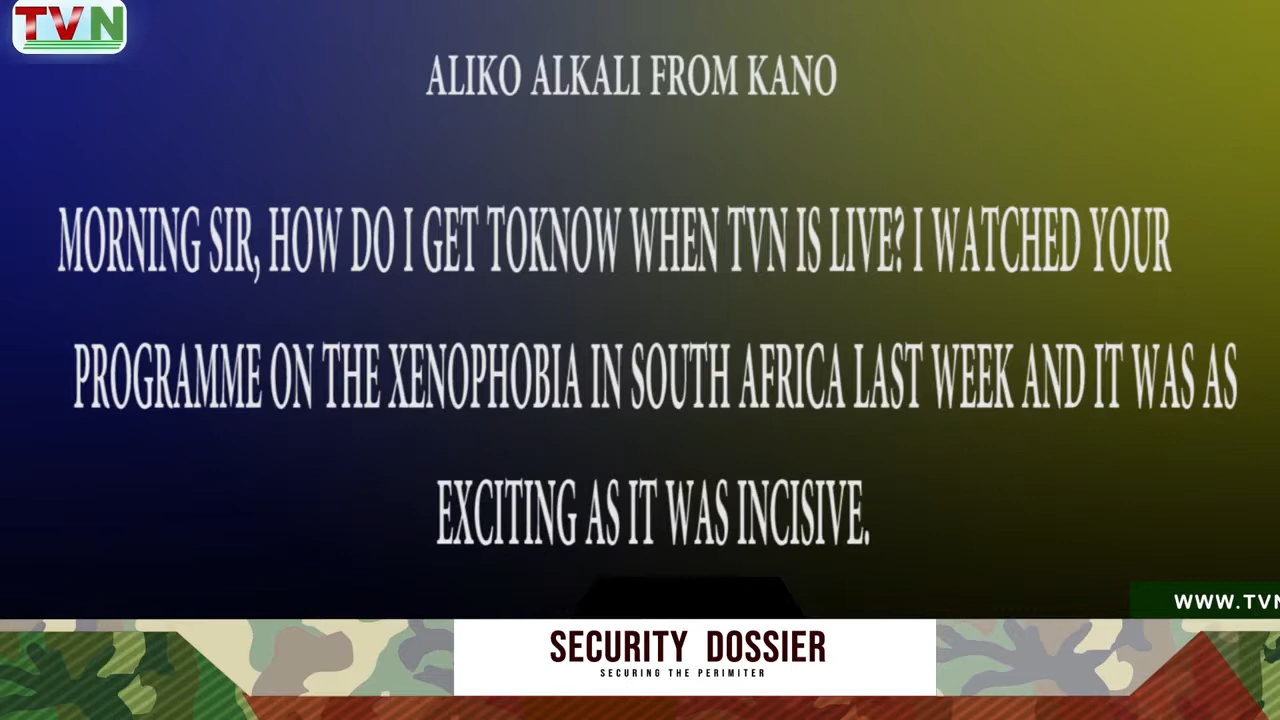 TVN
ALIKO ALKALI FROM KANO
MORNING SIR, HOW DO I GET TOKNOW WHEN TVN IS LIVE? I WATCHED YOUR
PROGRAMME ON THE XENOPHOBIA IN SOUTH AFRICA LAST WEEK AND IT WAS AS
EXCITING AS IT WAS INCISIVE.
WWW.TVN
SECURITY DOSSIER
SECURING THE PERIMITER